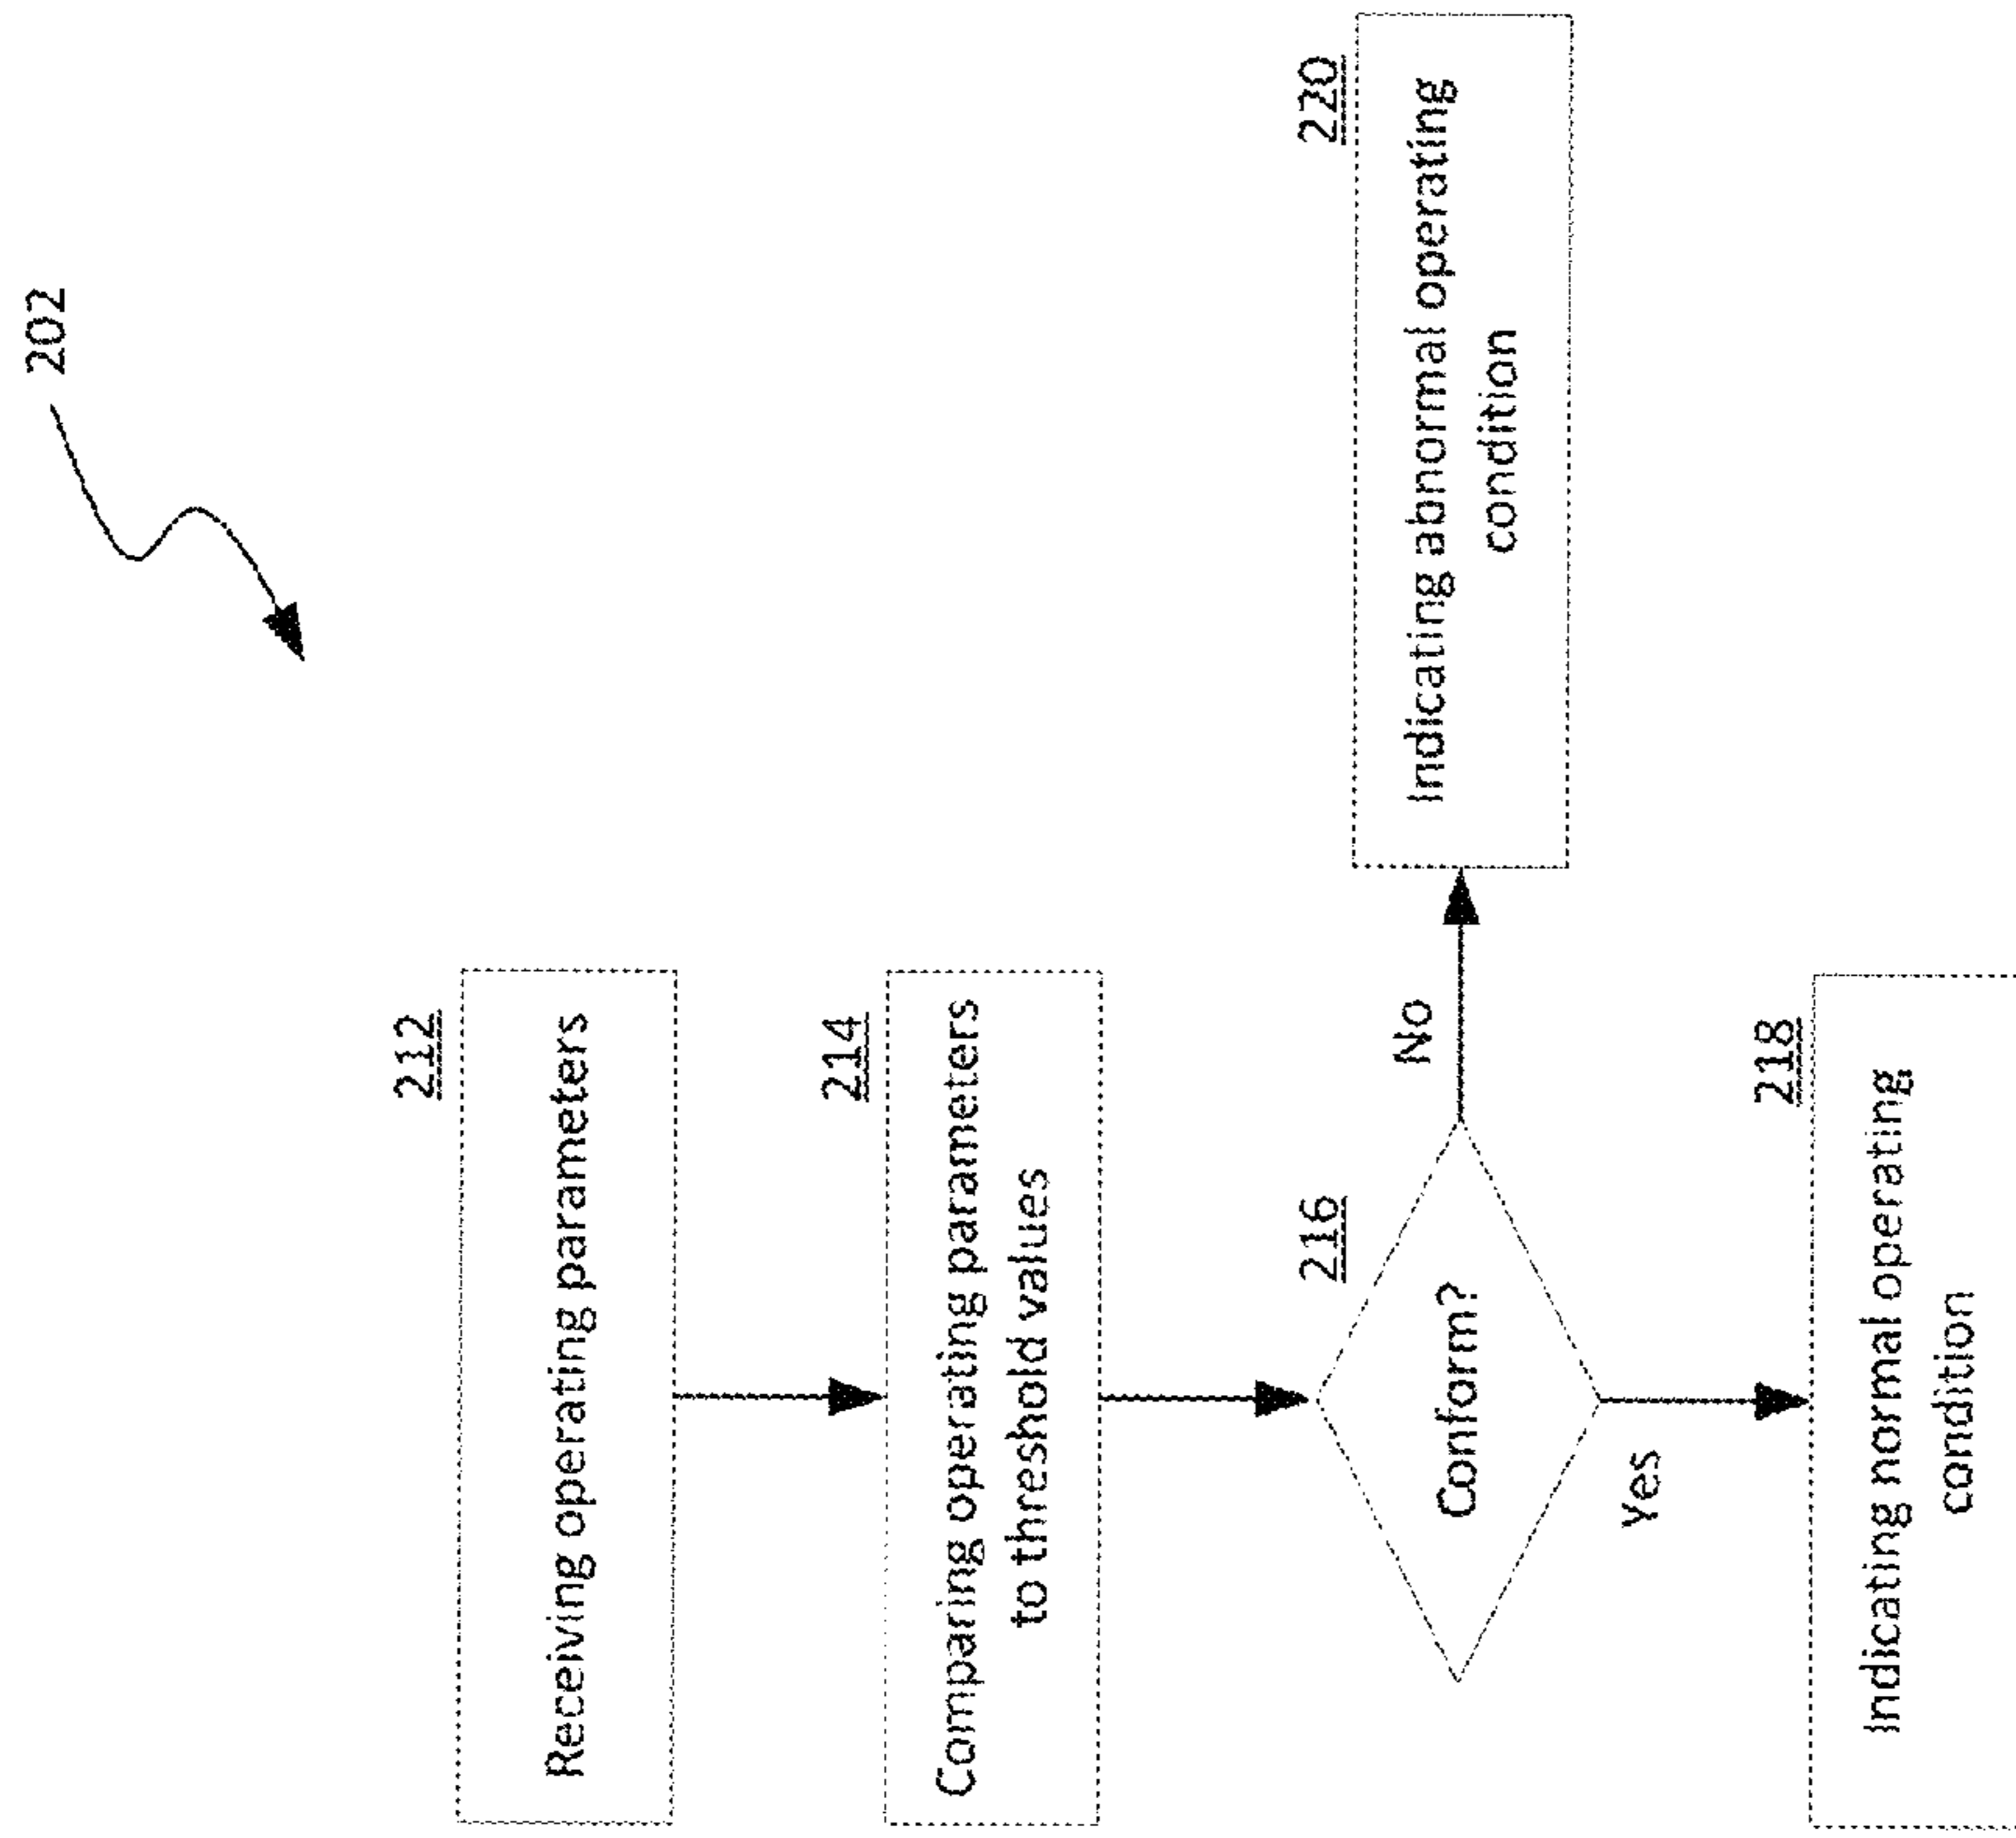 202
212
Receiving operating parameters
214
Comparing operating parameters
to threshold values
216
Conform?
No
220
Indicating abnormal operating
condition
Yes
218
Indicating normal operating
condition